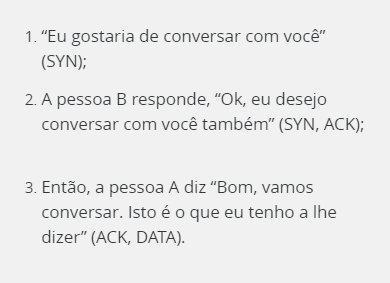 1. “Eu gostaria de conversar com você”
(SYN);
2. A pessoa B responde, “Ok, eu desejo
conversar com você também” (SYN, ACK);
3. Então, a pessoa A diz “Bom, vamos
conversar. Isto é o que eu tenho a lhe
dizer” (ACK, DATA).